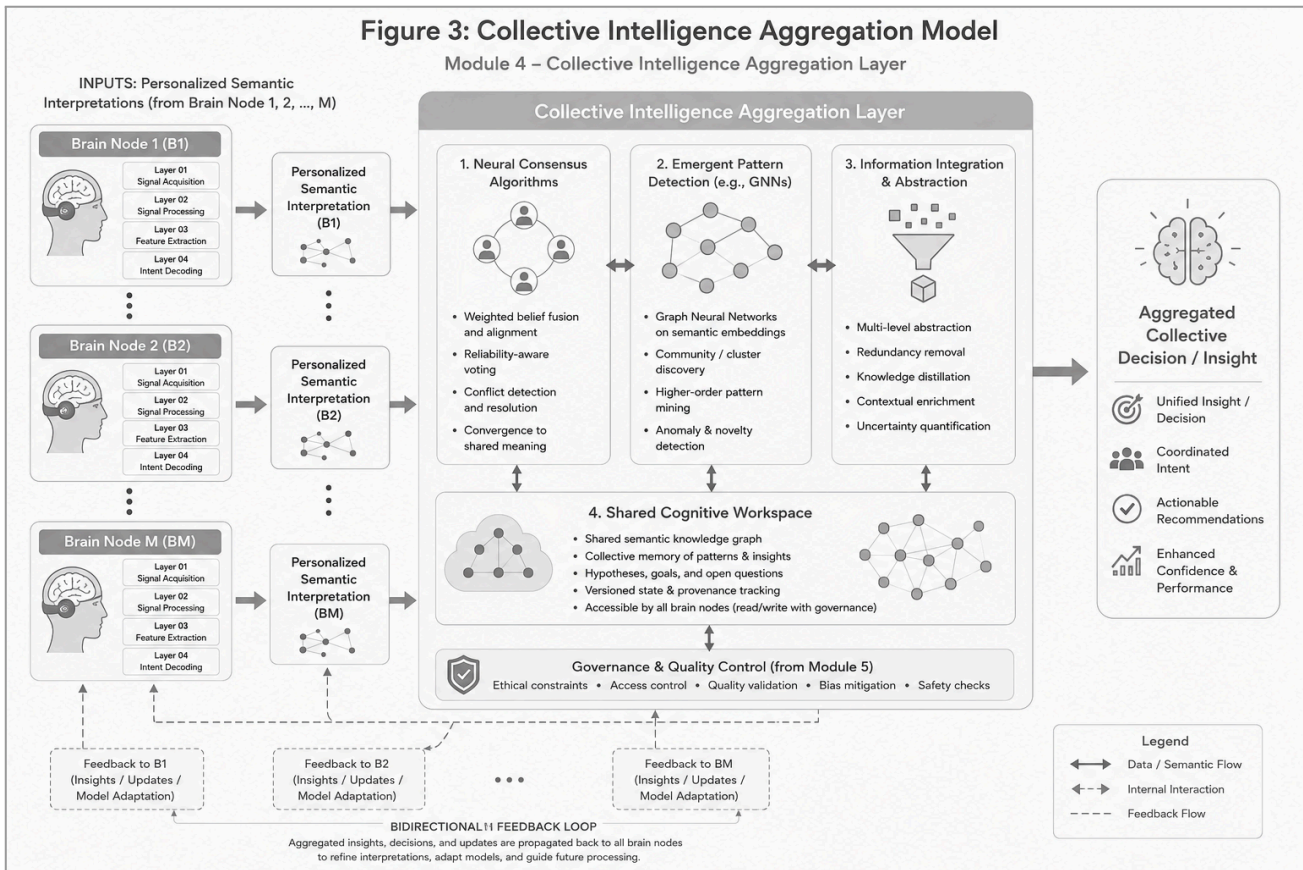 Figure 3: Collective Intelligence Aggregation Model
Module 4 – Collective Intelligence Aggregation Layer
INPUTS: Personalized Semantic
Interpretations (from Brain Node 1, 2, ..., M)
Brain Node 1 (B1)
Layer 01
Signal Acquisition
Layer 02
Signal Processing
Layer 03
Feature Extraction
Layer 04
Intent Decoding
Personalized
Semantic
Interpretation
(B1)
Brain Node 2 (B2)
Layer 01
Signal Acquisition
Layer 02
Signal Processing
Layer 03
Feature Extraction
Layer 04
Intent Decoding
Personalized
Semantic
Interpretation
(B2)
Brain Node M (BM)
Layer 01
Signal Acquisition
Layer 02
Signal Processing
Layer 03
Feature Extraction
Layer 04
Intent Decoding
Personalized
Semantic
Interpretation
(BM)
Collective Intelligence Aggregation Layer
1. Neural Consensus
Algorithms
• Weighted belief fusion
and alignment
• Reliability-aware
voting
• Conflict detection
and resolution
• Convergence to
shared meaning
2. Emergent Pattern
Detection (e.g., GNNs)
• Graph Neural Networks
on semantic embeddings
• Community / cluster
discovery
• Higher-order pattern
mining
• Anomaly & novelty
detection
3. Information Integration
& Abstraction
• Multi-level abstraction
• Redundancy removal
• Knowledge distillation
• Contextual enrichment
• Uncertainty quantification
4. Shared Cognitive Workspace
• Shared semantic knowledge graph
• Collective memory of patterns & insights
• Hypotheses, goals, and open questions
• Versioned state & provenance tracking
• Accessible by all brain nodes (read/write with governance)
Governance & Quality Control (from Module 5)
Ethical constraints • Access control • Quality validation • Bias mitigation • Safety checks
Aggregated
Collective
Decision / Insight
Unified Insight /
Decision
Coordinated
Intent
Actionable
Recommendations
Enhanced
Confidence &
Performance
Feedback to B1
(Insights / Updates /
Model Adaptation)
Feedback to B2
(Insights / Updates /
Model Adaptation)
Feedback to BM
(Insights / Updates /
Model Adaptation)
FEEDBACK LOOP
Aggregated insights, decisions, and updates are propagated back to all brain nodes
to refine interpretations, adapt models, and guide future processing.
Legend
Data / Semantic Flow
Internal Interaction
Feedback Flow